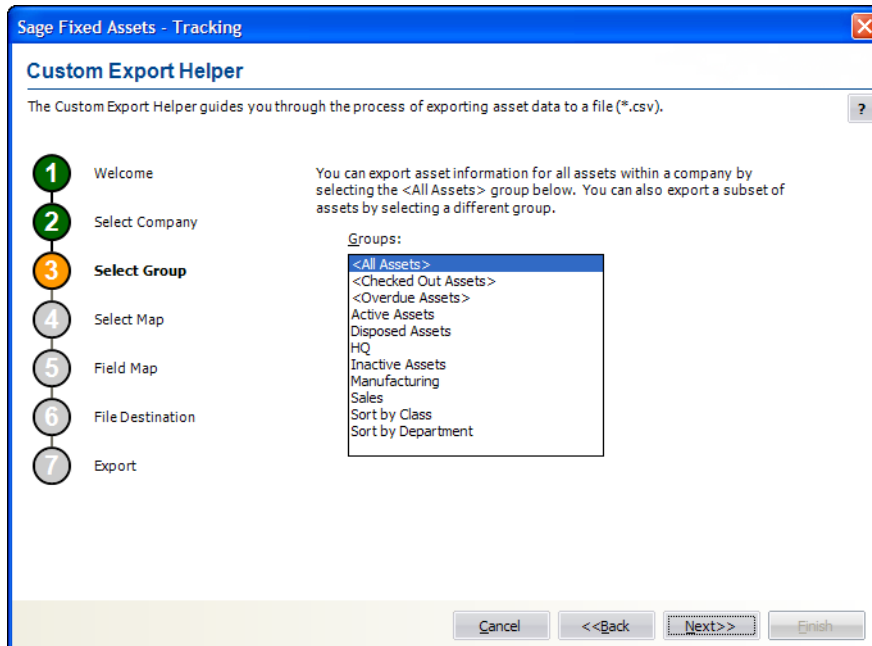 Sage Fixed Assets - Tracking
Custom Export Helper
The Custom Export Helper guides you through the process of exporting asset data to a file (*.csv).
?
1 Welcome
2 Select Company
3 Select Group
4 Select Map
5 Field Map
6 File Destination
7 Export
You can export asset information for all assets within a company by
selecting the <All Assets> group below. You can also export a subset of
assets by selecting a different group.
Groups:
<All Assets>
<Checked Out Assets>
<Overdue Assets>
Active Assets
Disposed Assets
HQ
Inactive Assets
Manufacturing
Sales
Sort by Class
Sort by Department
Cancel <<Back Next>> Finish